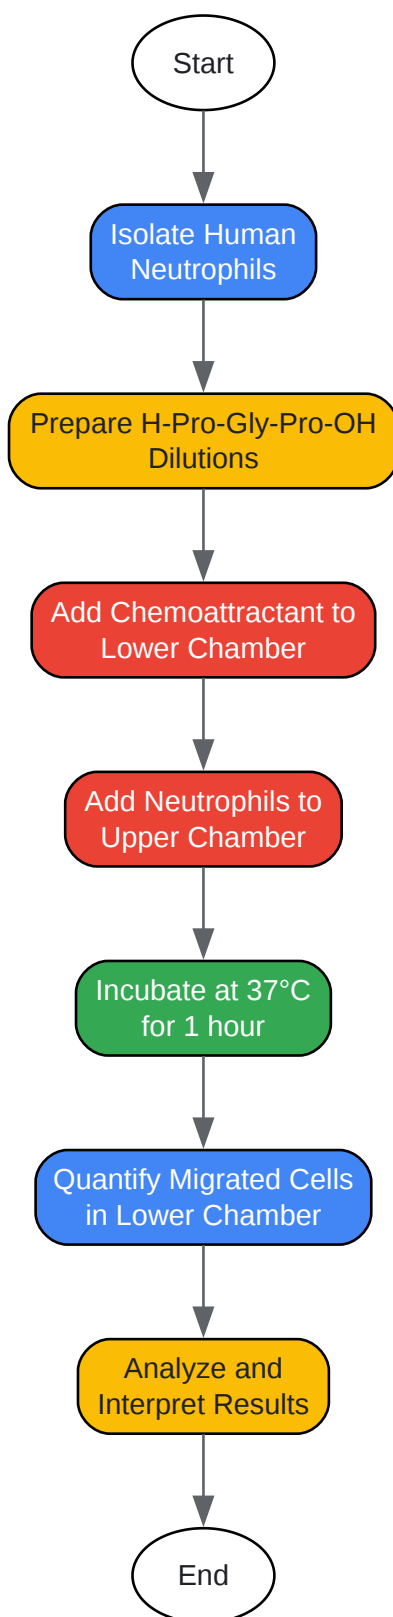 Start
Isolate Human
Neutrophils
Prepare H-Pro-Gly-Pro-OH
Dilutions
Add Chemoattractant to
Lower Chamber
Add Neutrophils to
Upper Chamber
Incubate at 37°C
for 1 hour
Quantify Migrated Cells
in Lower Chamber
Analyze and
Interpret Results
End